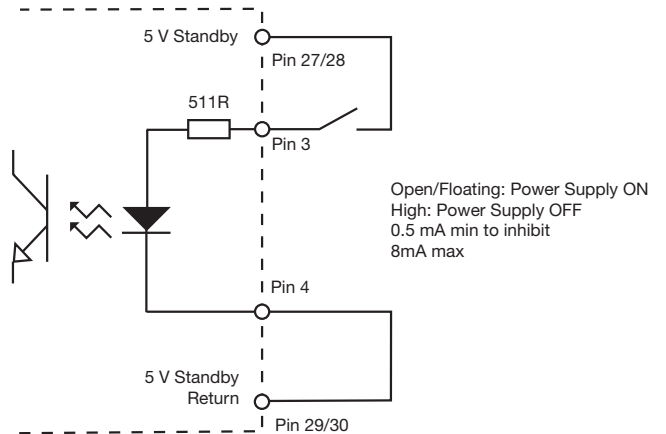 5 V Standby
Pin 27/28
511R
Pin 3
Open/Floating: Power Supply ON
High: Power Supply OFF
0.5 mA min to inhibit
8mA max
Pin 4
5 V Standby
Return
Pin 29/30